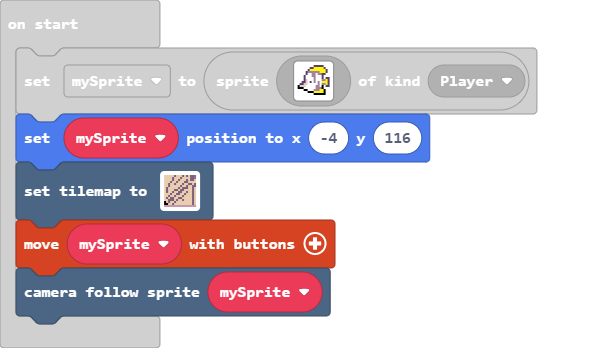 on start
set mySprite to sprite of kind Player
set mySprite position to x -4 y 116
set tilemap to
move mySprite with buttons
camera follow sprite mySprite